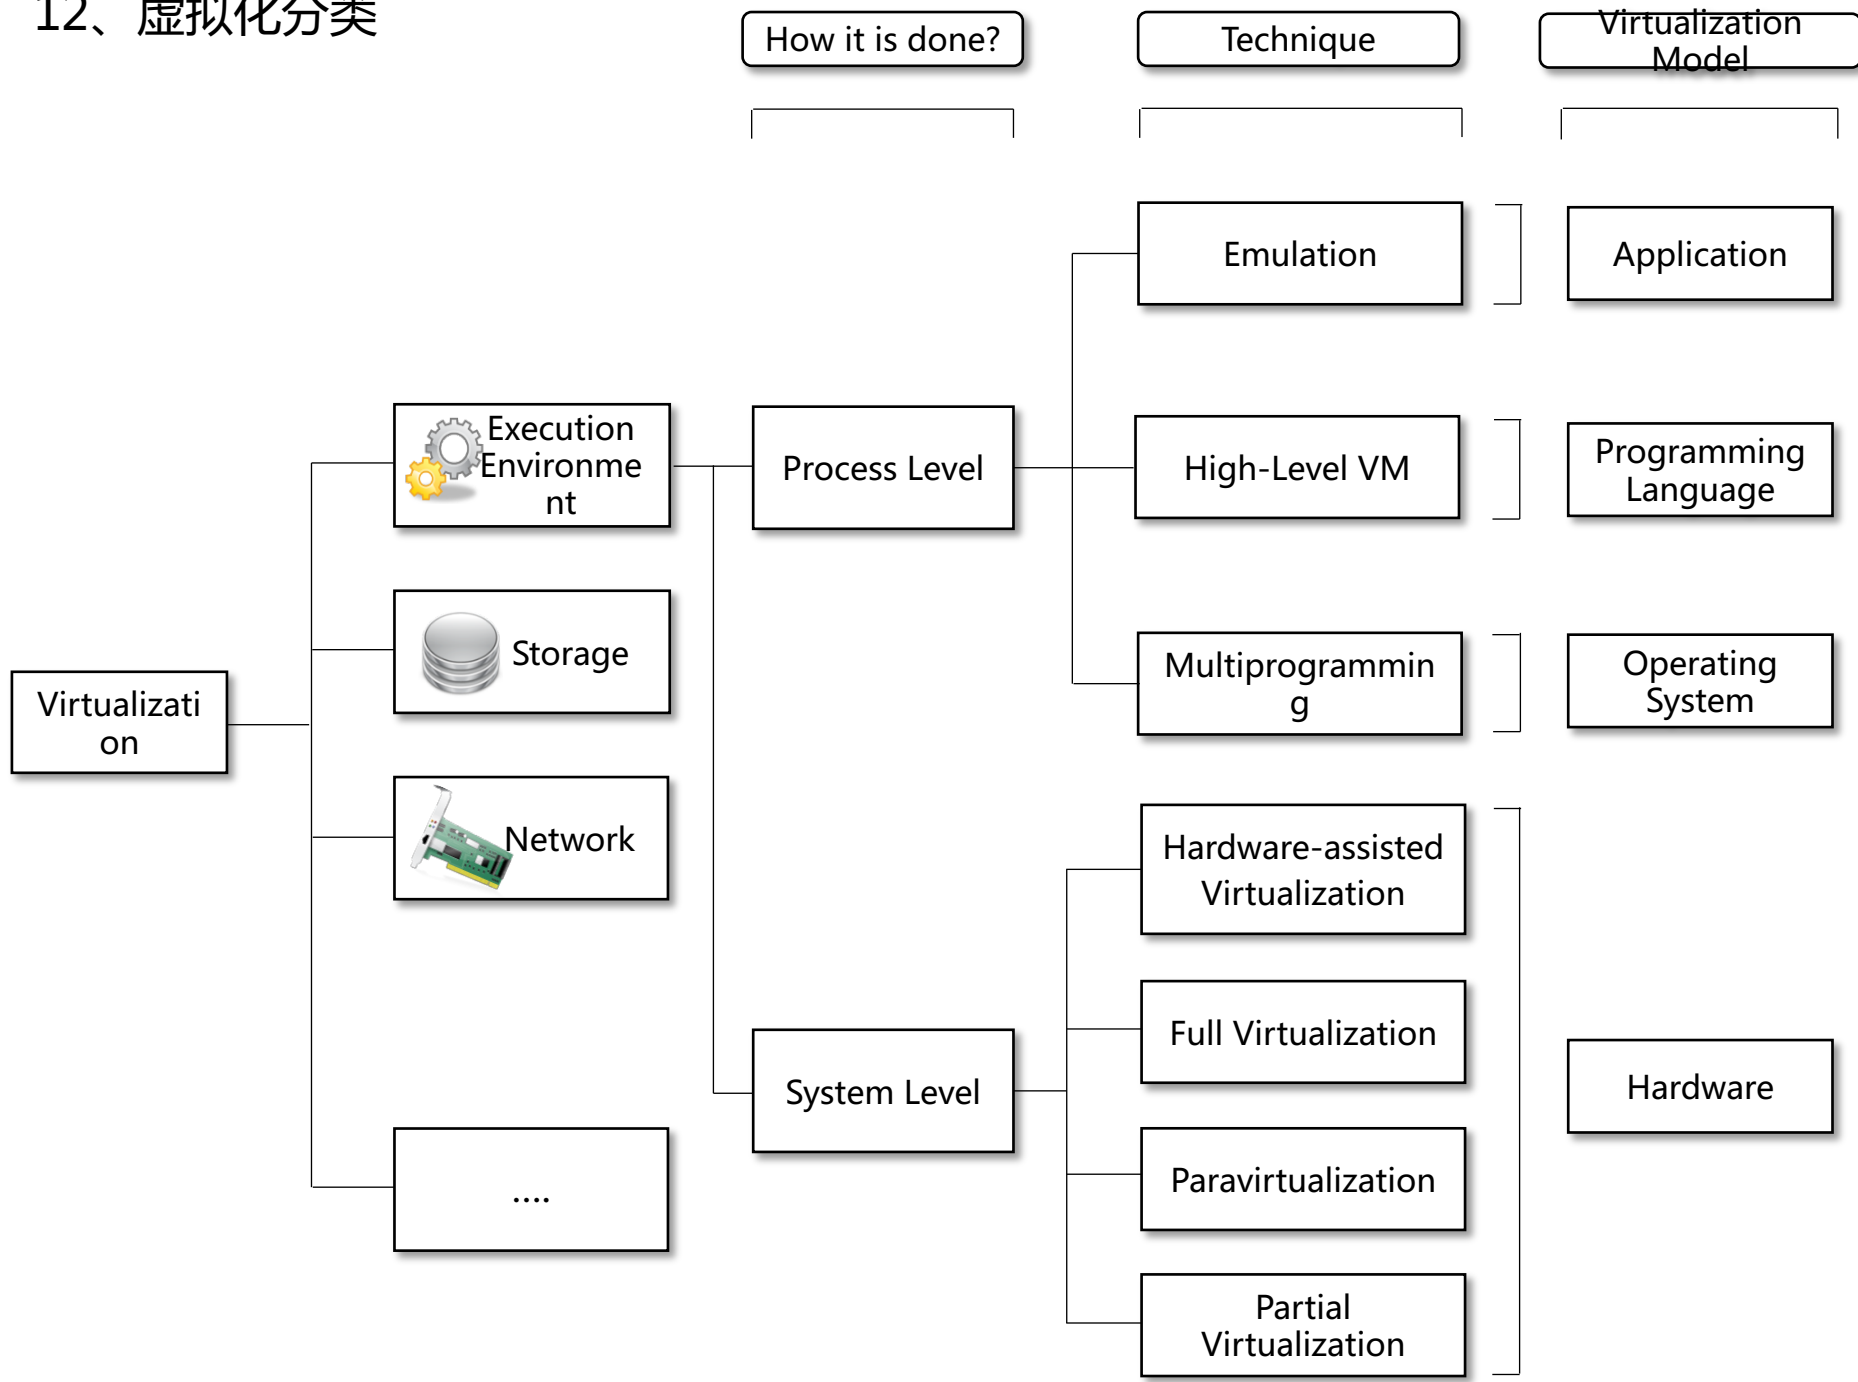 12、虚拟化分类
How it is done?
Technique
Virtualization
Model
Emulation
Application
Execution
Environme
nt
Process Level
High-Level VM
Programming
Language
Storage
Multiprogrammin
g
Operating
System
Virtualizati
on
Network
Hardware-assisted
Virtualization
Full Virtualization
System Level
Hardware
Paravirtualization
....
Partial
Virtualization